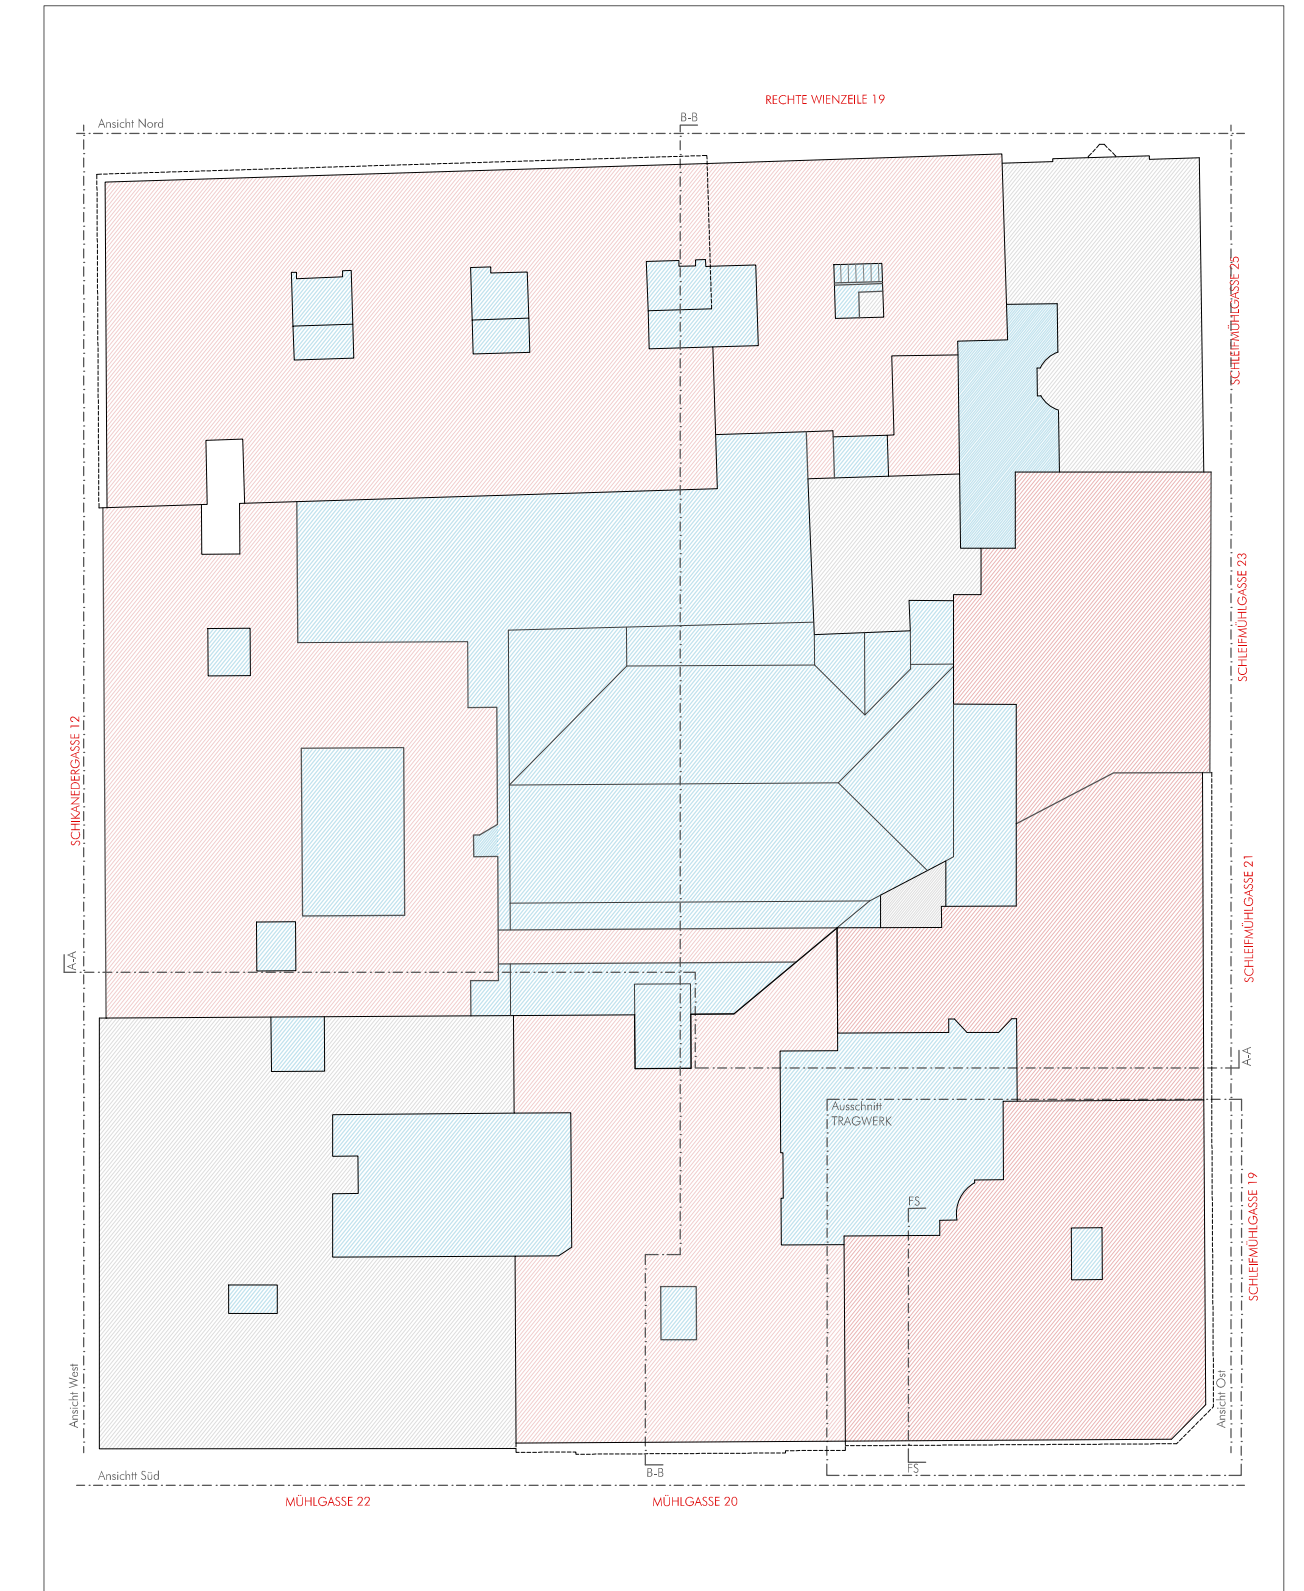 RECHTE WIENZEILE 19
B-B
Ansicht Nord
SCHLEIFMÜHLGASSE 25
SCHLEIFMÜHLGASSE 23
SCHIKANEDERGASSE 12
SCHLEIFMÜHLGASSE 21
A-A
A-A
Ausschnitt
TRAGWERK
SCHLEIFMÜHLGASSE 19
FS
Ansicht West
Ansicht Ost
Ansichtt Süd
B-B
FS
MÜHLGASSE 22
MÜHLGASSE 20